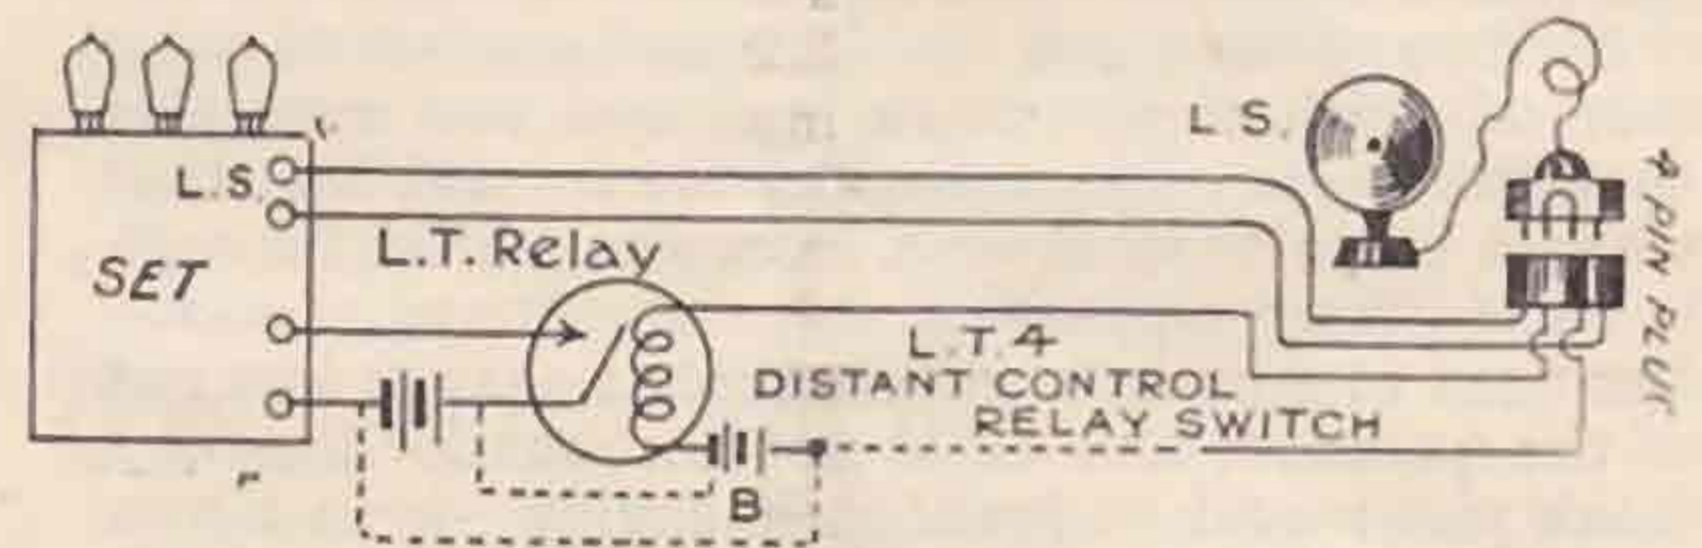 L.S.
L.S.
SET
L.T. Relay
L.T.4
DISTANT CONTROL
RELAY SWITCH
B
4 PIN PLUG